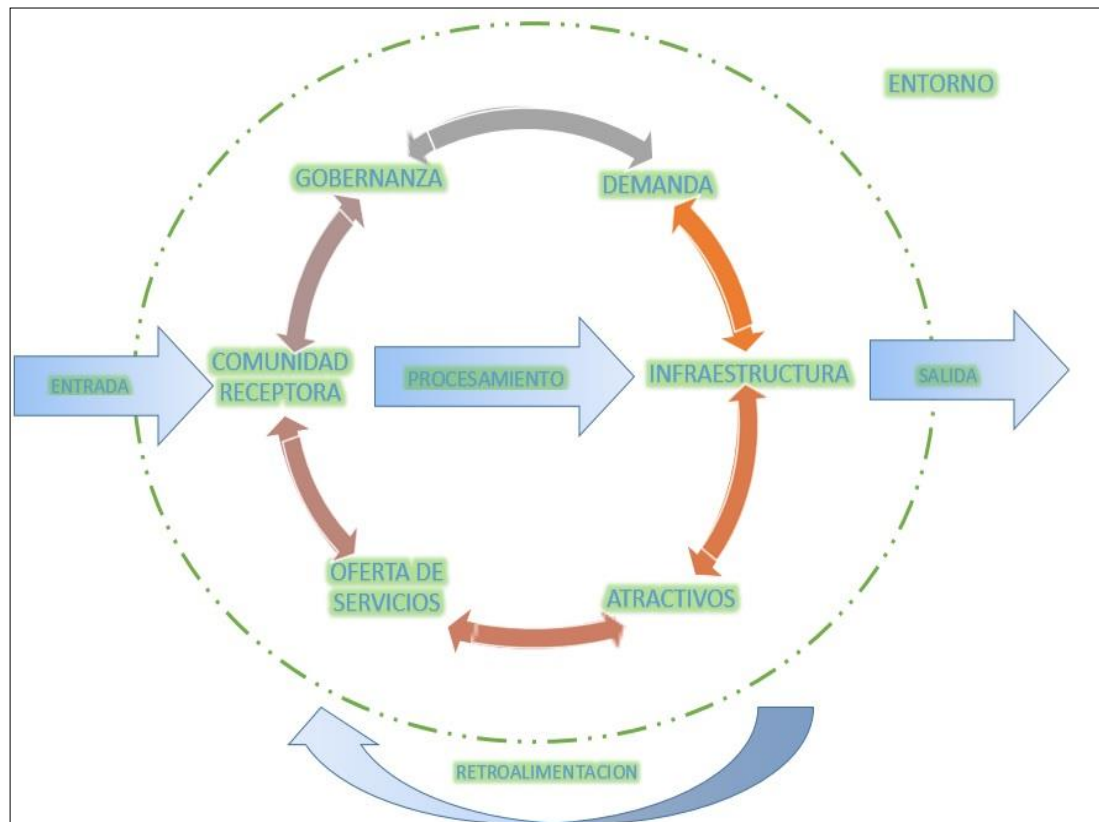 ENTORNO
GOBERNANZA
DEMANDA
ENTRADA
COMUNIDAD
RECEPTORA
PROCESAMIENTO
INFRAESTRUCTURA
SALIDA
OFERTA DE
SERVICIOS
ATRACTIVOS
RETROALIMENTACION